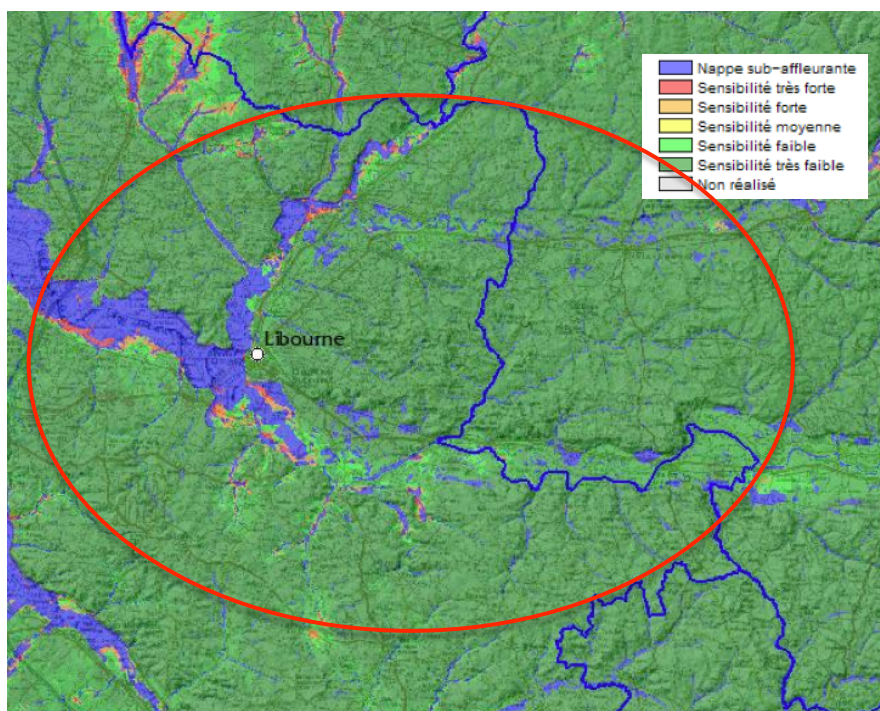 Nappe sub-affleurante
Sensibilité très forte
Sensibilité forte
Sensibilité moyenne
Sensibilité faible
Sensibilité très faible
Non réalisé
Libourne